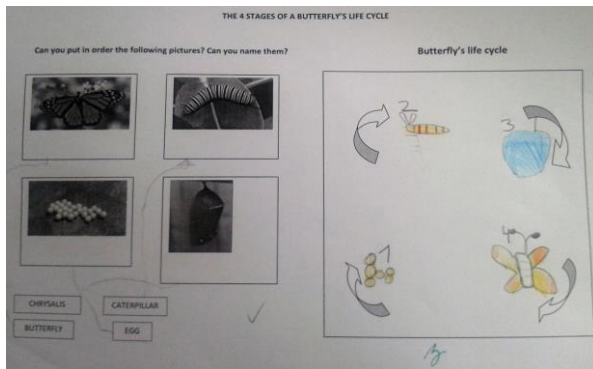 THE 4 STAGES OF A BUTTERFLY'S LIFE CYCLE
Can you put in order the following pictures? Can you name them?
CHRYSALIS
CATERPILLAR
BUTTERFLY
EGG
Butterfly's life cycle
2
3
1
4